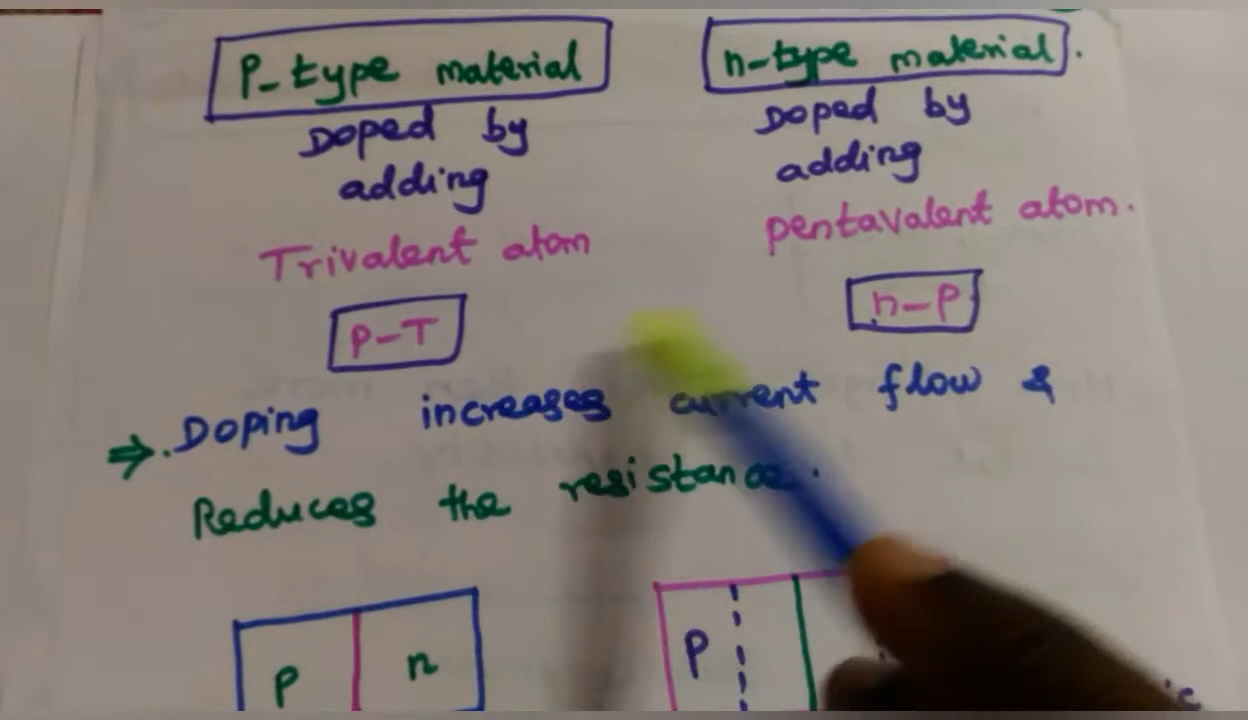 P-type material
Doped by
adding
Trivalent atom
P-T
n-type material.
Doped by
adding
pentavalent atom.
n-P
⇒. Doping increases current flow &
Reduces the resistance.
P n
P